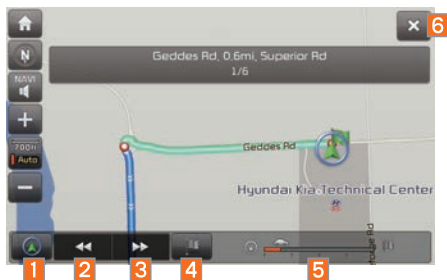 6
Geddes Rd, 0.6mi, Superior Rd
1/6
N
NAVI
700ft
Auto
Geddes Rd
Hyundai Kia Technical Center
1
2
3
4
5